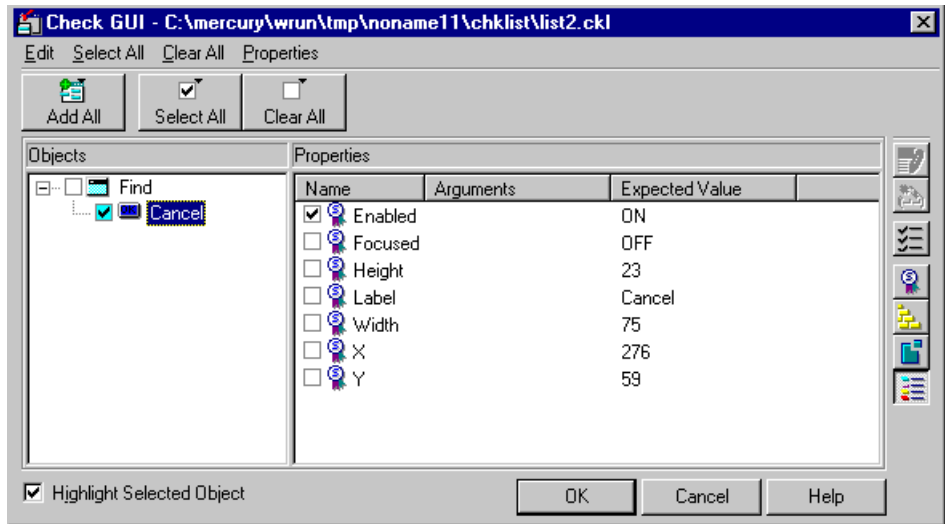 Check GUI - C:\mercury\wrun\tmp\noname11\chklist\list2.ckl
Edit Select All Clear All Properties
Add All Select All Clear All
Objects Properties
Name Arguments Expected Value
Find
Cancel
Enabled ON
Focused OFF
Height 23
Label Cancel
Width 75
X 276
Y 59
Highlight Selected Object
OK Cancel Help